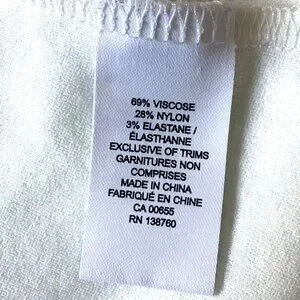 69% VISCOSE
28% NYLON
3% ELASTANE /
ÉLASTHANNE
EXCLUSIVE OF TRIMS
GARNITURES NON
COMPRISES
MADE IN CHINA
FABRIQUÉ EN CHINE
CA 00655
RN 138760